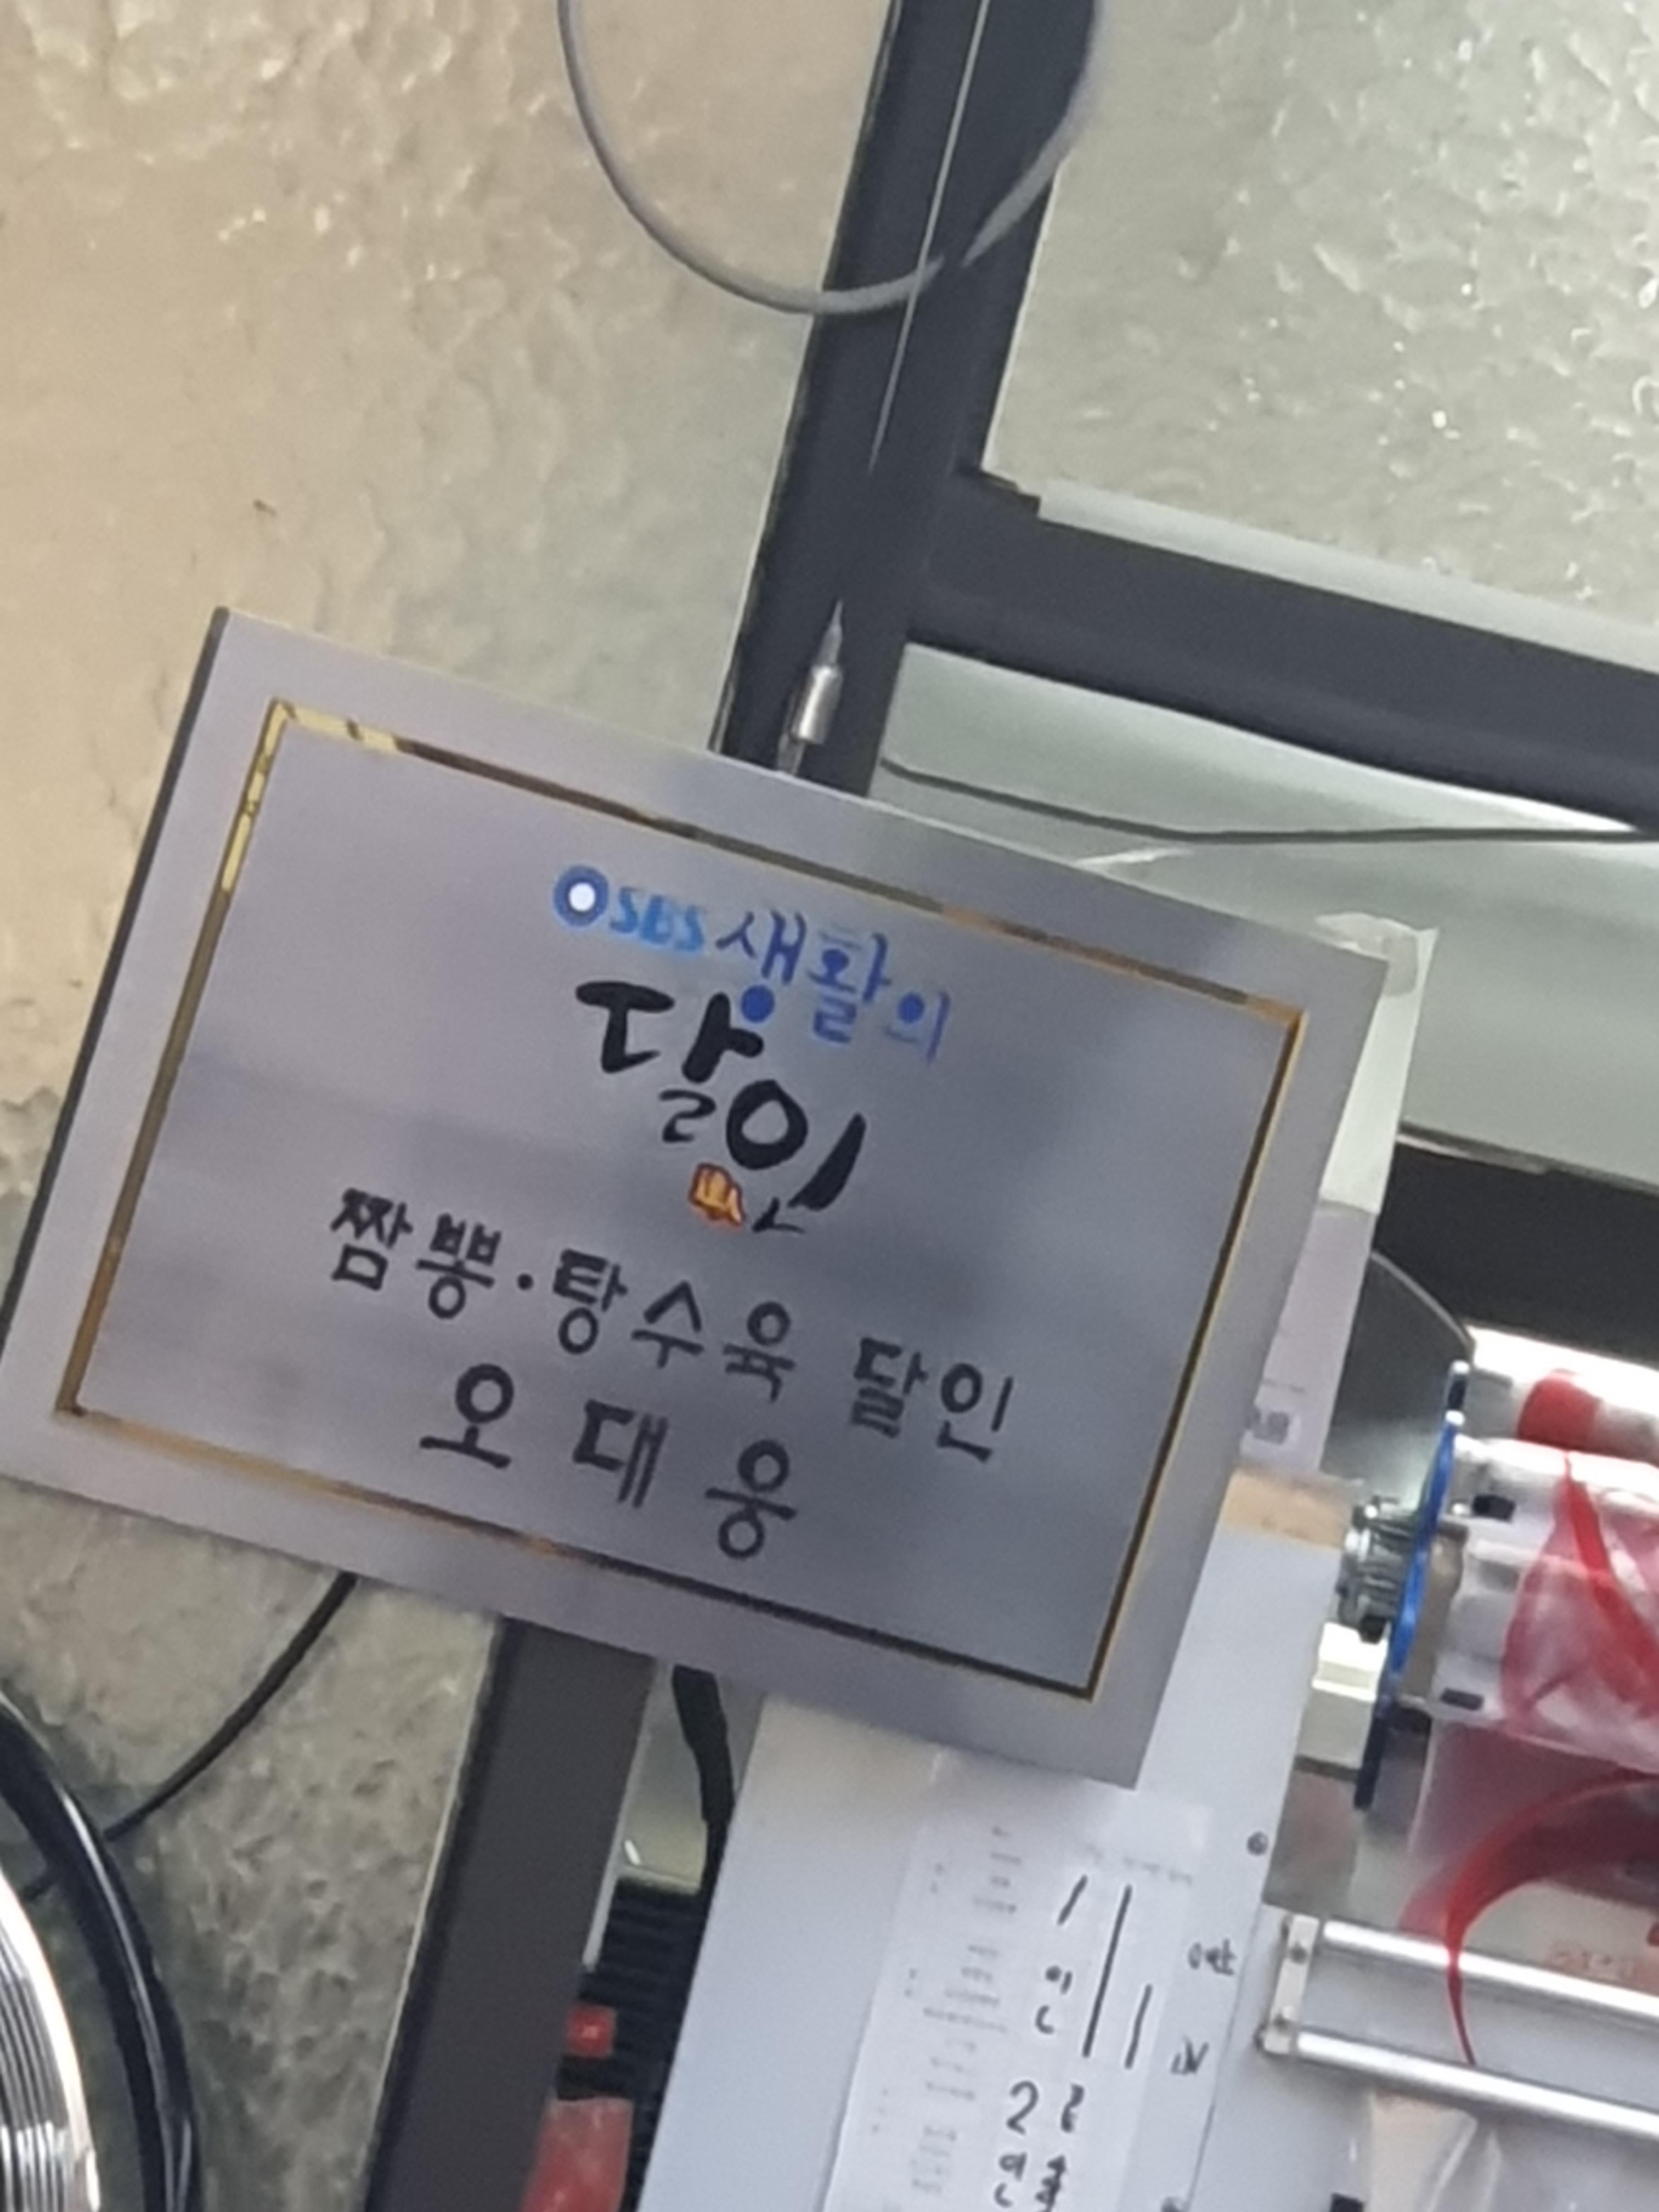 SBS 생활의
달인
짬뽕·탕수육 달인
오대웅